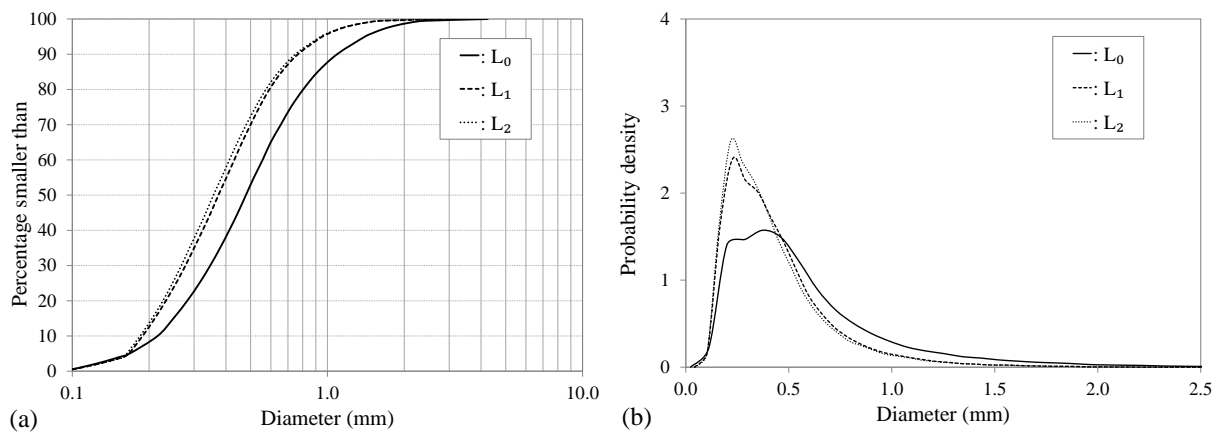 100
90
80
70
60
50
40
30
20
10
0
Percentage smaller than
: L₀
: L₁
: L₂
0.1 1.0 10.0
Diameter (mm)
(a)
4
3
2
1
0
Probability density
: L₀
: L₁
: L₂
0.0 0.5 1.0 1.5 2.0 2.5
Diameter (mm)
(b)